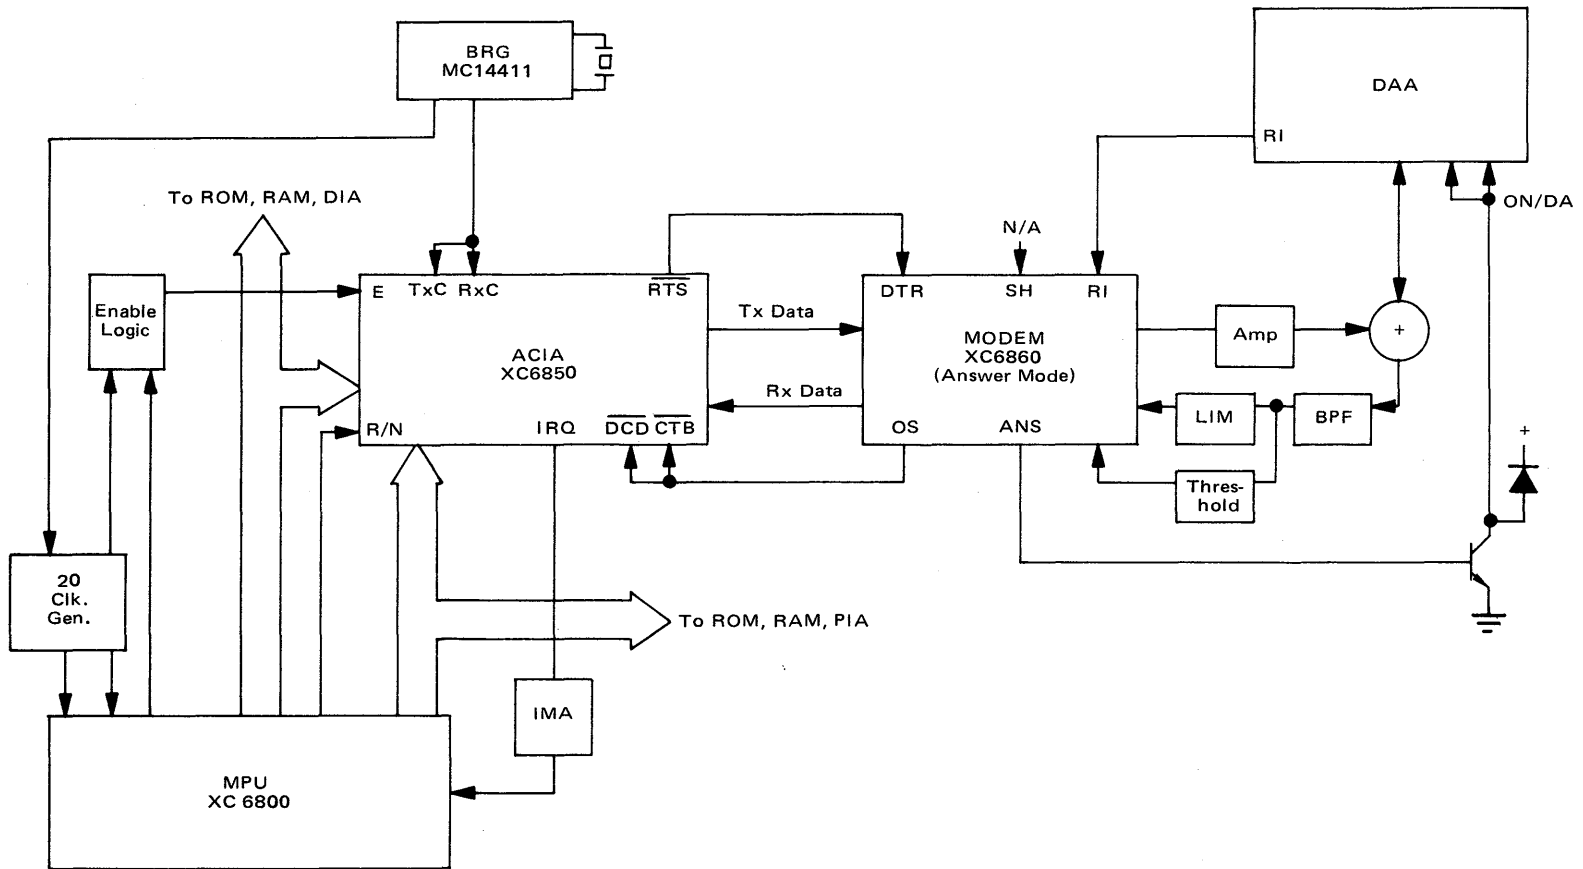 BRG
MC14411
DAA
RI
To ROM, RAM, DIA
ON/DA
N/A
E
TxC
RxC
RTS
DTR
SH
RI
Enable
Logic
Tx Data
Amp
+
ACIA
XC6850
MODEM
XC6860
(Answer Mode)
Rx Data
LIM
BPF
R/N
IRQ
DCD
CTB
OS
ANS
+
Thres-
hold
20
Clk.
Gen.
To ROM, RAM, PIA
IMA
MPU
XC 6800